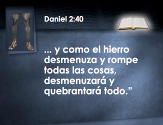 Daniel 2:40
... y como el hierro
desmenuza y rompe
todas las cosas,
desmenuzará y
quebrantará todo."